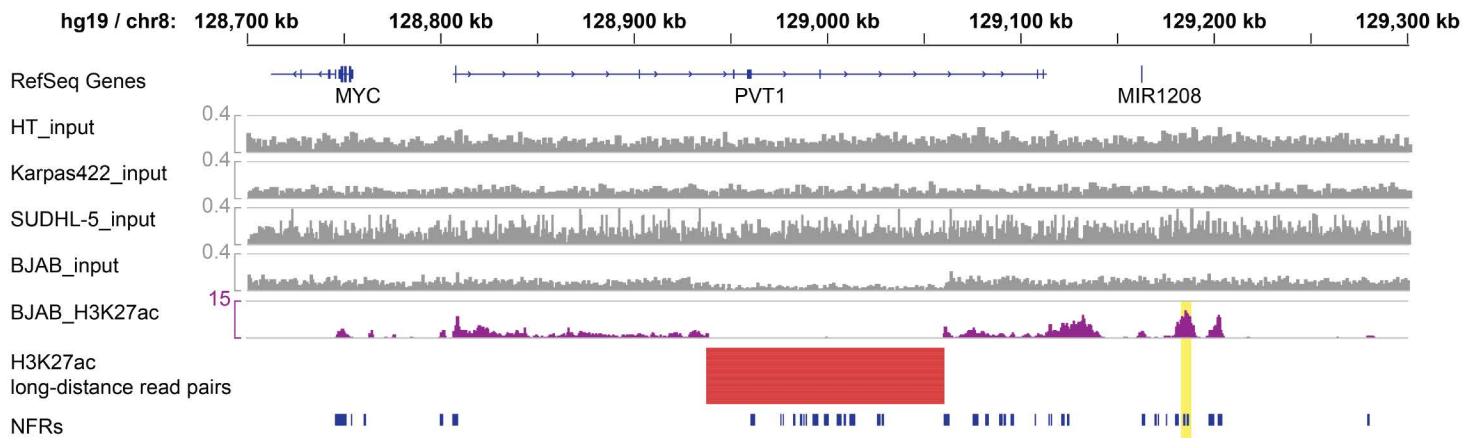 hg19 / chr8: 128,700 kb 128,800 kb 128,900 kb 129,000 kb 129,100 kb 129,200 kb 129,300 kb
RefSeq Genes
MYC PVT1 MIR1208
0.4
HT_input
0.4
Karpas422_input
0.4
SUDHL-5_input
0.4
BJAB_input
15
BJAB_H3K27ac
H3K27ac
long-distance read pairs
NFRs